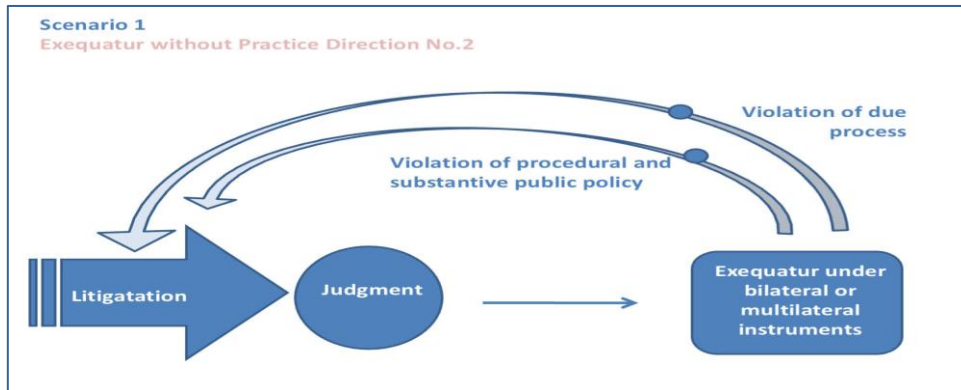 Scenario 1
Exequatur without Practice Direction No.2
Violation of due
process
Violation of procedural and
substantive public policy
Litigatation
Judgment
Exequatur under
bilateral or
multilateral
instruments